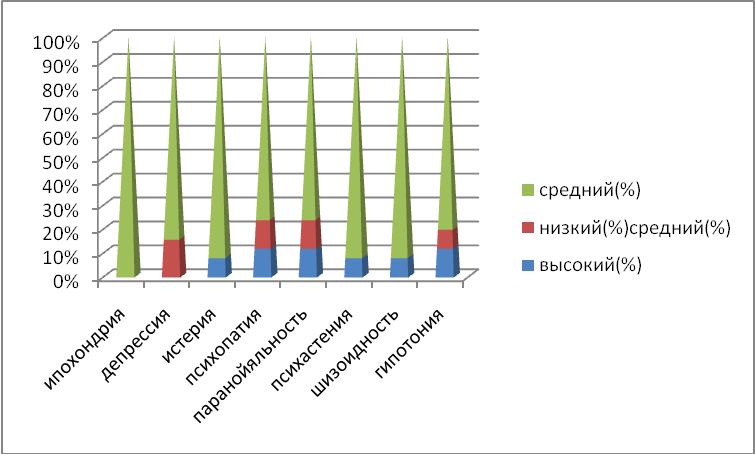 100%
90%
80%
70%
60%
50%
40%
30%
20%
10%
0%
ипохондрия
депрессия
истерия
психопатия
паранойяльность
психастения
шизоидность
гипотония
средний(%)
низкий(%)средний(%)
высокий(%)